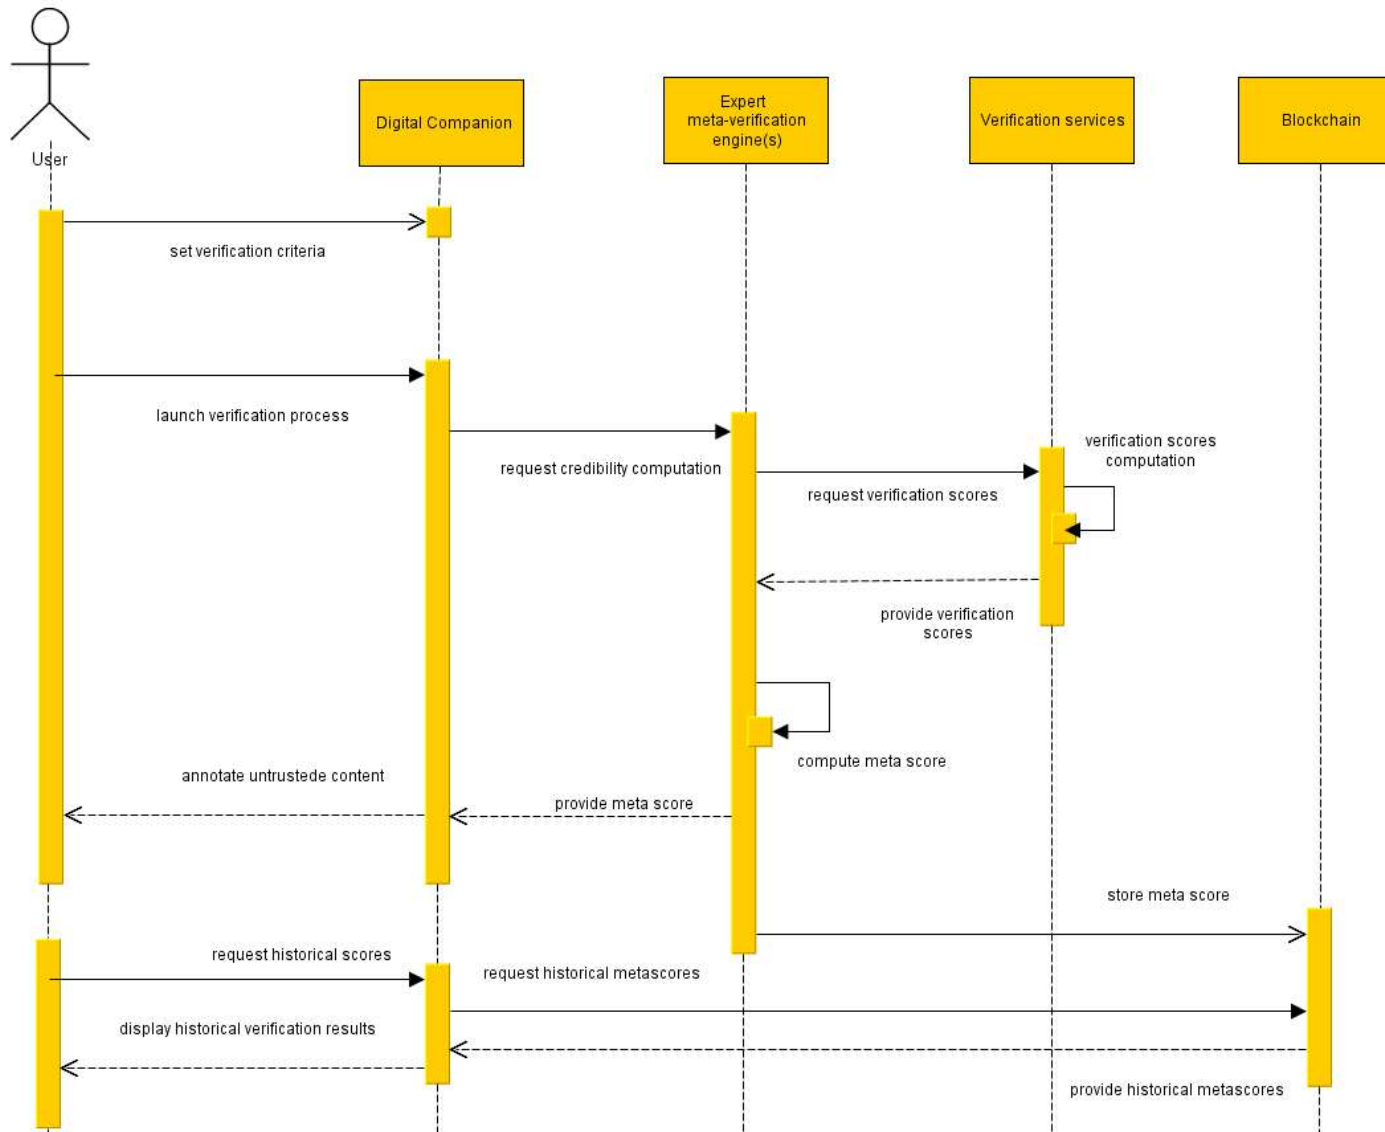 User
Digital Companion
Expert
meta-verification
engine(s)
Verification services
Blockchain
set verification criteria
launch verification process
request credibility computation
request verification scores
verification scores
computation
provide verification
scores
compute meta score
annotate untrustede content
provide meta score
store meta score
request historical scores
request historical metascores
display historical verification results
provide historical metascores